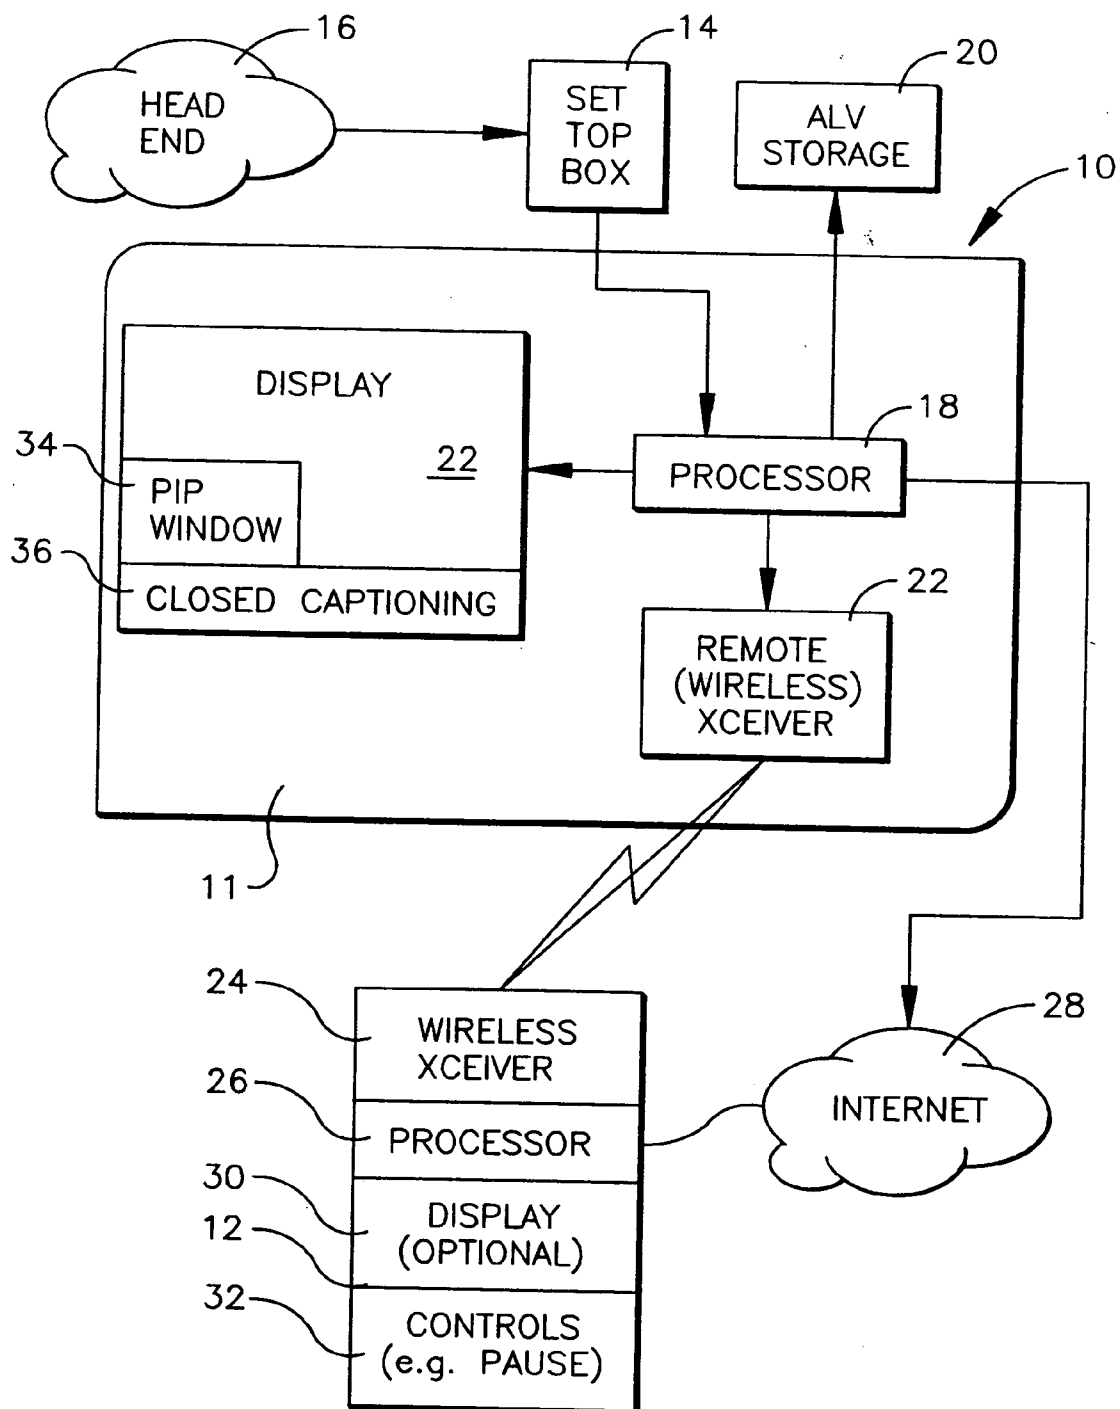 16
HEAD
END
14
SET
TOP
BOX
20
ALV
STORAGE
10
DISPLAY
22
34
PIP
WINDOW
36
CLOSED CAPTIONING
18
PROCESSOR
22
REMOTE
(WIRELESS)
XCEIVER
11
24
WIRELESS
XCEIVER
26
PROCESSOR
30
DISPLAY
(OPTIONAL)
12
32
CONTROLS
(e.g. PAUSE)
28
INTERNET